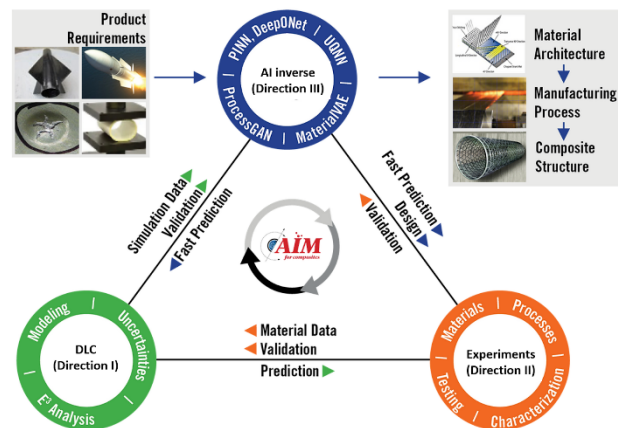 Product
Requirements
PINN, DeepONet
UQNN
AI inverse
(Direction III)
ProcessGAN
MaterialVAE
Material
Architecture
Manufacturing
Process
Composite
Structure
Simulation Data
Validation
Fast Prediction
Fast Prediction
Design
Validation
AIM
for composites
Modeling
Uncertainties
DLC
(Direction I)
E³ Analysis
Material Data
Validation
Prediction
Materials
Processes
Experiments
(Direction II)
Testing
Characterization